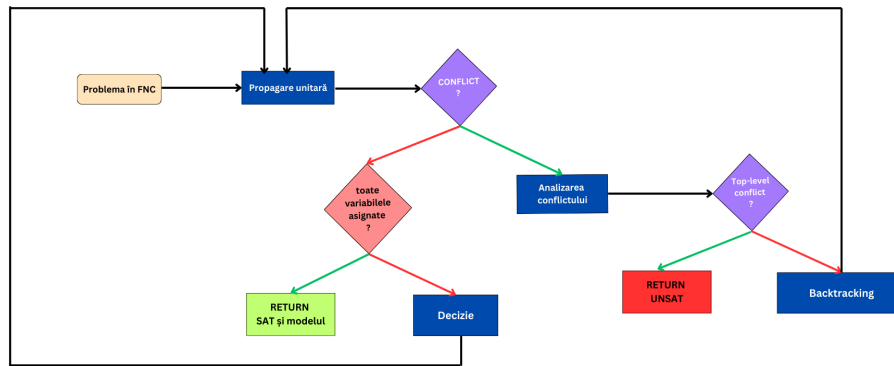 Problema în FNC
Propagare unitară
CONFLICT
?
toate
variabilele
asignate
?
Analizarea
conflictului
Top-level
conflict
?
RETURN
SAT și modelul
Decizie
RETURN
UNSAT
Backtracking